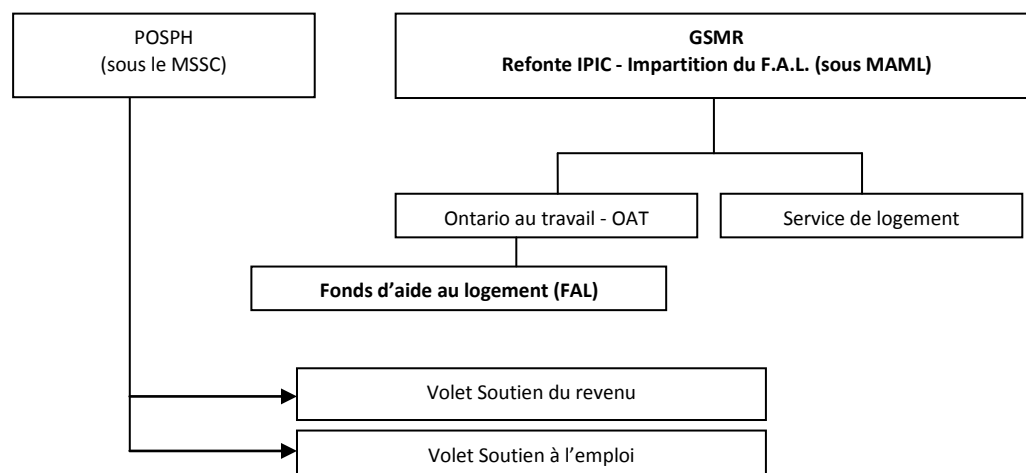 POSPH
(sous le MSSC)
GSMR
Refonte IPIC - Impartition du F.A.L. (sous MAML)
Ontario au travail - OAT
Service de logement
Fonds d’aide au logement (FAL)
Volet Soutien du revenu
Volet Soutien à l’emploi